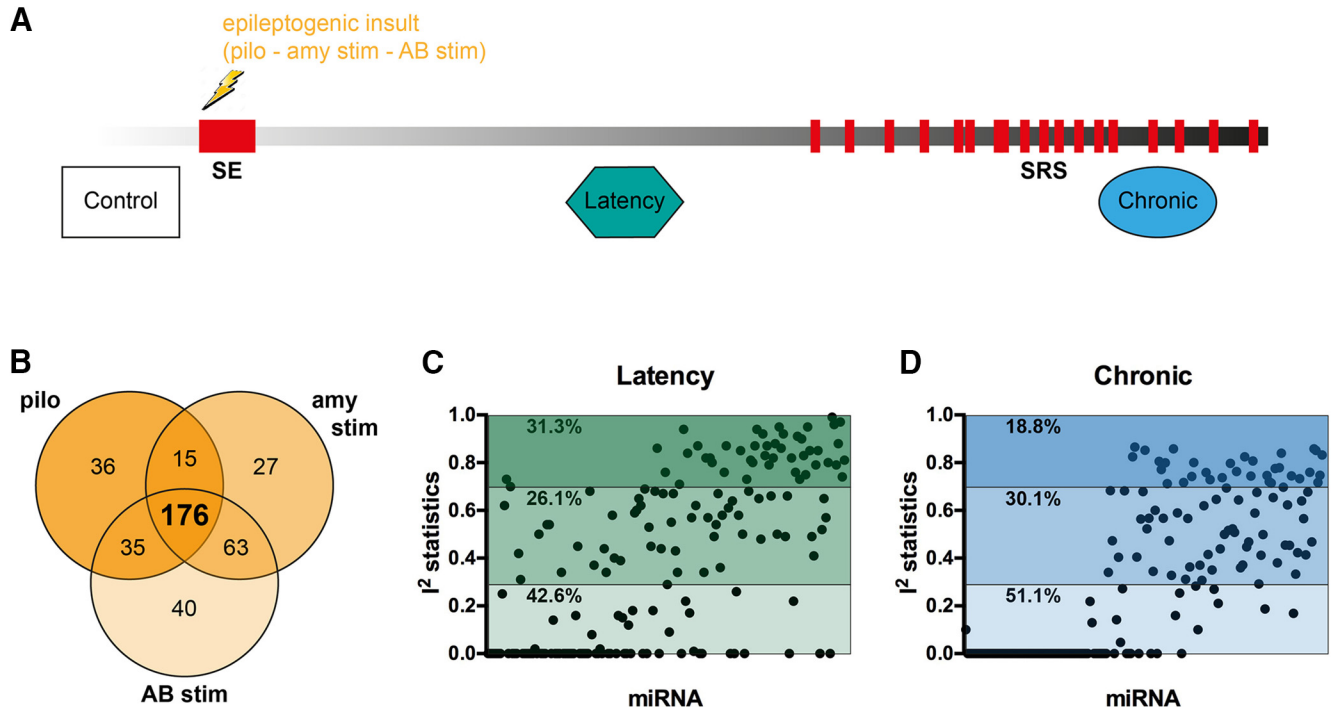 A
epileptogenic insult
(pilo - amy stim - AB stim)
SE
SRS
Control
Latency
Chronic
B
pilo
amy
stim
36
15
27
176
35
63
40
AB stim
C
Latency
I² statistics
1.0
0.8
0.6
0.4
0.2
0.0
31.3%
26.1%
42.6%
miRNA
D
Chronic
I² statistics
1.0
0.8
0.6
0.4
0.2
0.0
18.8%
30.1%
51.1%
miRNA